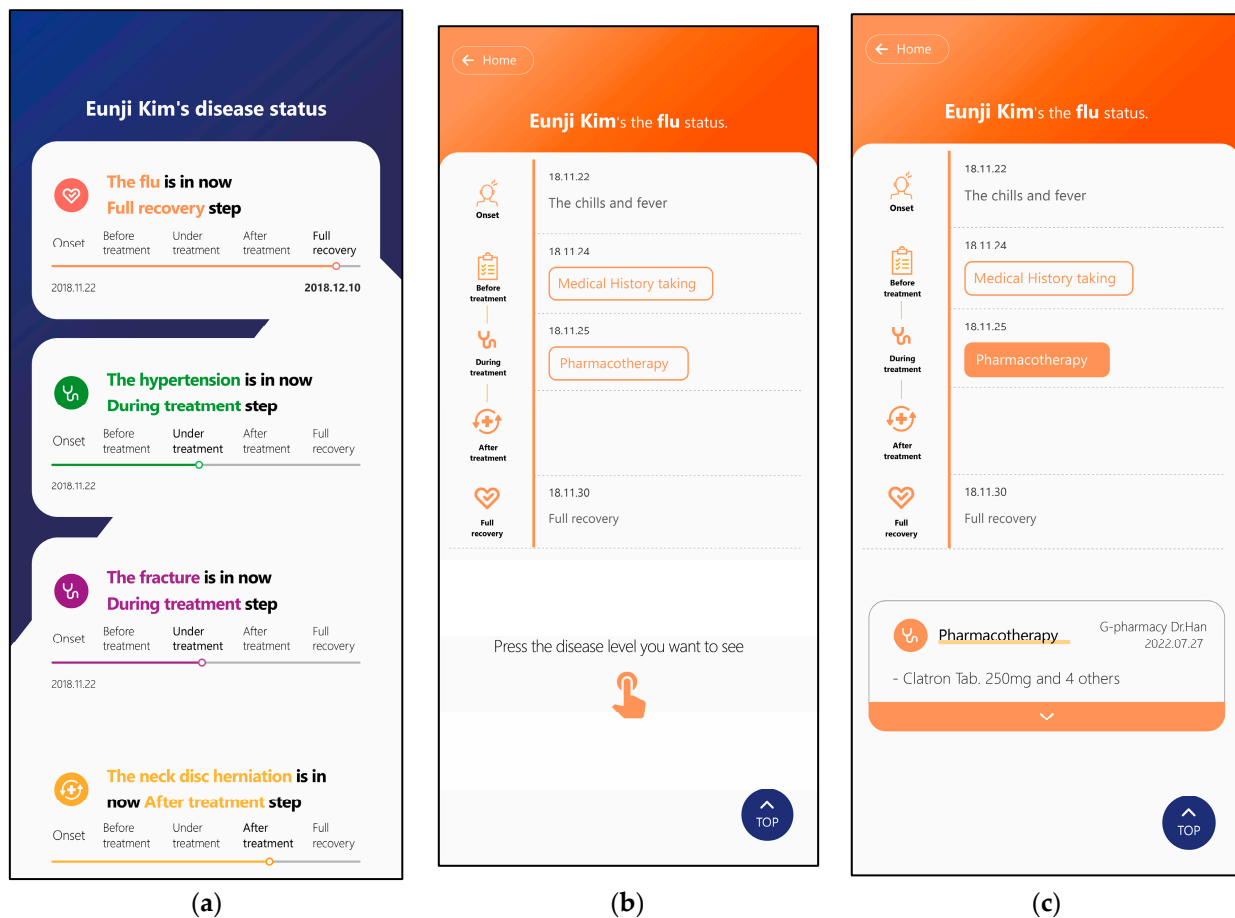 Eunji Kim's disease status
The flu is in now
Full recovery step
Onset Before treatment Under treatment After treatment Full recovery
2018.11.22 2018.12.10
The hypertension is in now
During treatment step
Onset Before treatment Under treatment After treatment Full recovery
2018.11.22
The fracture is in now
During treatment step
Onset Before treatment Under treatment After treatment Full recovery
2018.11.22
The neck disc herniation is in
now After treatment step
Onset Before treatment Under treatment After treatment Full recovery
(a)
← Home
Eunji Kim's the flu status.
Onset
18.11.22
The chills and fever
Before
treatment
18.11.24
Medical History taking
During
treatment
18.11.25
Pharmacotherapy
After
treatment
Full
recovery
18.11.30
Full recovery
Press the disease level you want to see
TOP
(b)
← Home
Eunji Kim's the flu status.
Onset
18.11.22
The chills and fever
Before
treatment
18.11.24
Medical History taking
During
treatment
18.11.25
Pharmacotherapy
After
treatment
Full
recovery
18.11.30
Full recovery
Pharmacotherapy
G-pharmacy Dr.Han
2022.07.27
- Clatron Tab. 250mg and 4 others
TOP
(c)